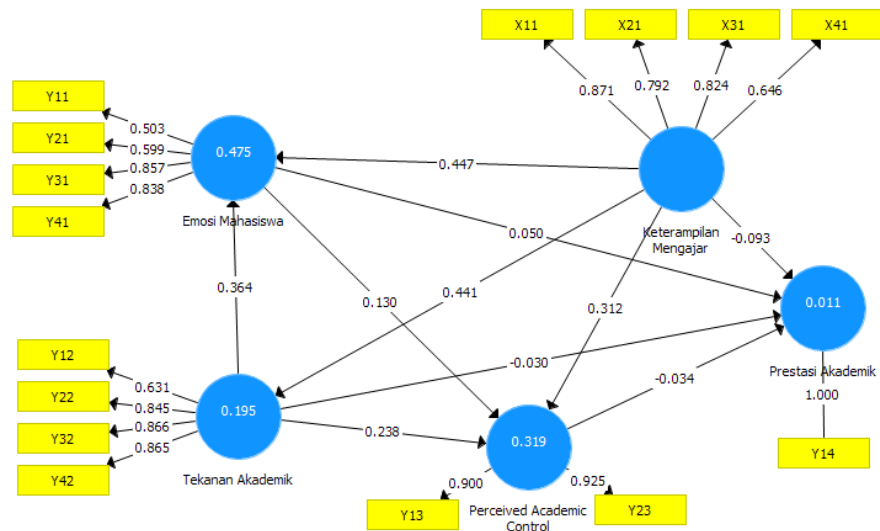 X11 X21 X31 X41
0.871 0.792 0.824 0.646
Y11
Y21
Y31
Y41
0.503
0.599
0.857
0.838
0.475
Emosi Mahasiswa
0.447
Keterampilan
Mengajar
0.050
-0.093
0.364
0.130
0.441
0.312
0.011
Prestasi Akademik
1.000
Y14
-0.030
-0.034
Y12
Y22
Y32
Y42
0.631
0.845
0.866
0.865
0.195
Tekanan Akademik
0.238
0.319
Perceived Academic
Control
0.900
0.925
Y13
Y23